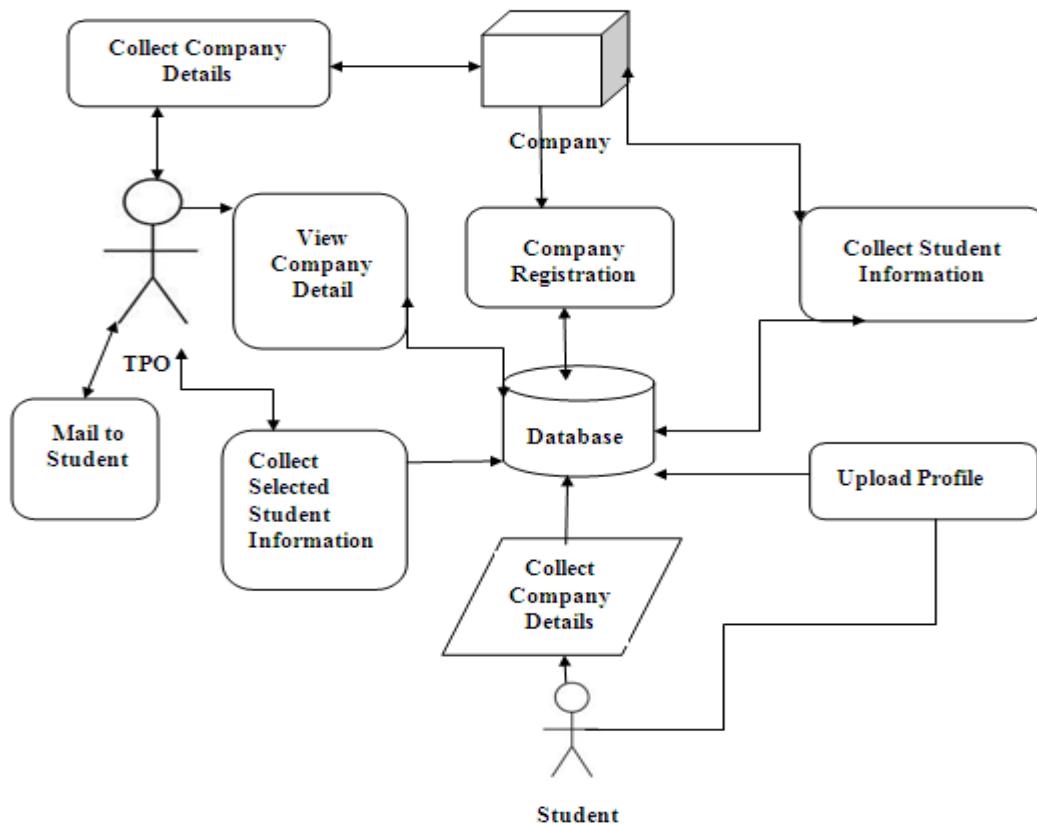 Collect Company
Details
Company
View
Company
Detail
Company
Registration
Collect Student
Information
TPO
Mail to
Student
Collect
Selected
Student
Information
Database
Upload Profile
Collect
Company
Details
Student